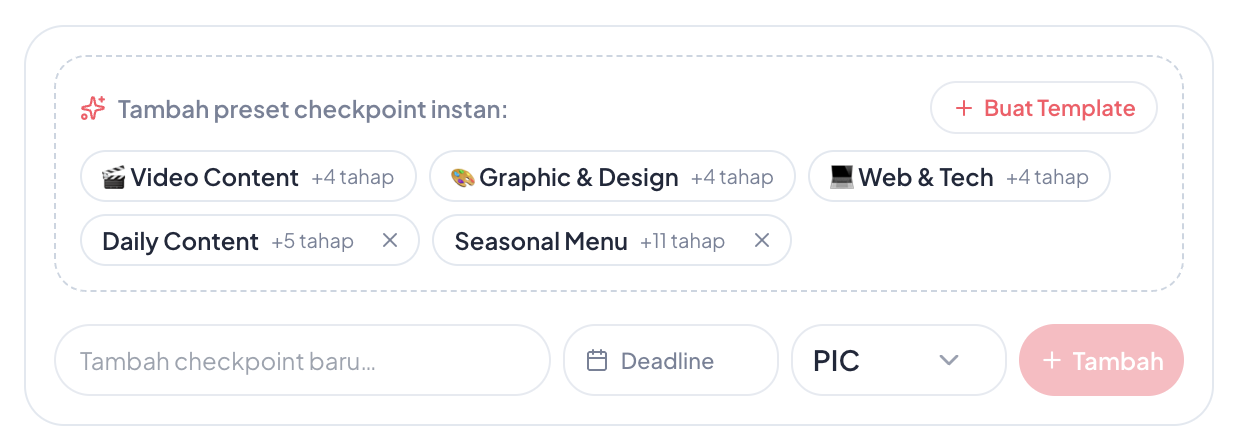 Tambah preset checkpoint instan:
+ Buat Template
Video Content +4 tahap
Graphic & Design +4 tahap
Web & Tech +4 tahap
Daily Content +5 tahap ×
Seasonal Menu +11 tahap ×
Tambah checkpoint baru...
Deadline
PIC
+ Tambah